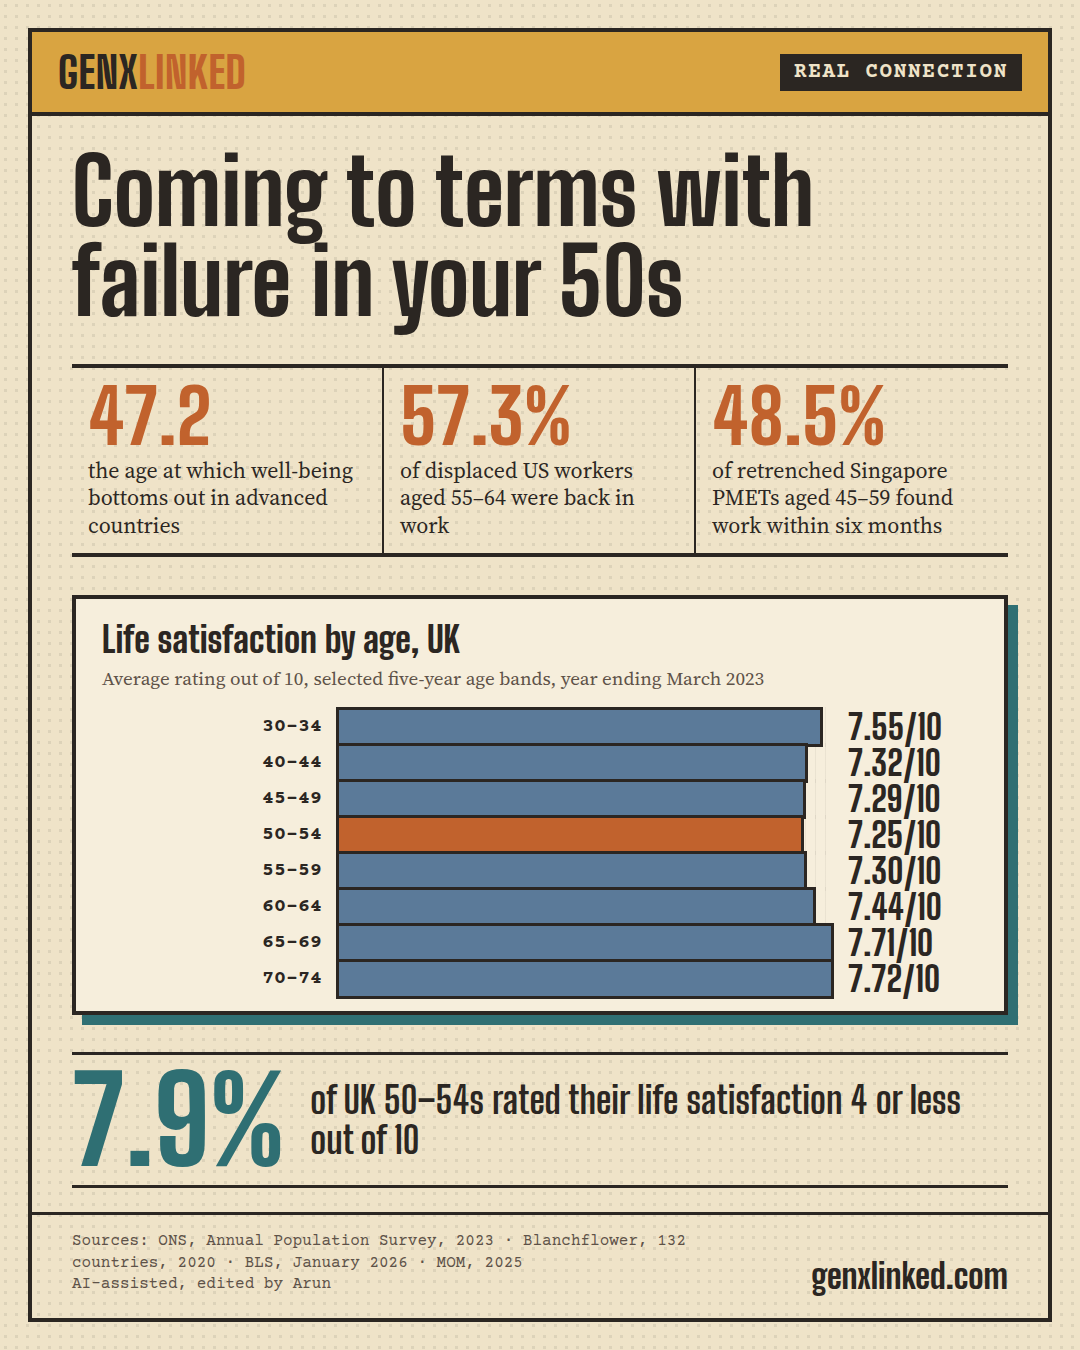 GENXLINKED
REAL CONNECTION
Coming to terms with
failure in your 50s
47.2
the age at which well-being
bottoms out in advanced
countries
57.3%
of displaced US workers
aged 55–64 were back in
work
48.5%
of retrenched Singapore
PMETs aged 45–59 found
work within six months
Life satisfaction by age, UK
Average rating out of 10, selected five-year age bands, year ending March 2023
30–34 7.55/10
40–44 7.32/10
45–49 7.29/10
50–54 7.25/10
55–59 7.30/10
60–64 7.44/10
65–69 7.71/10
70–74 7.72/10
7.9%
of UK 50–54s rated their life satisfaction 4 or less
out of 10
Sources: ONS, Annual Population Survey, 2023 · Blanchflower, 132
countries, 2020 · BLS, January 2026 · MOM, 2025
AI-assisted, edited by Arun
genxlinked.com